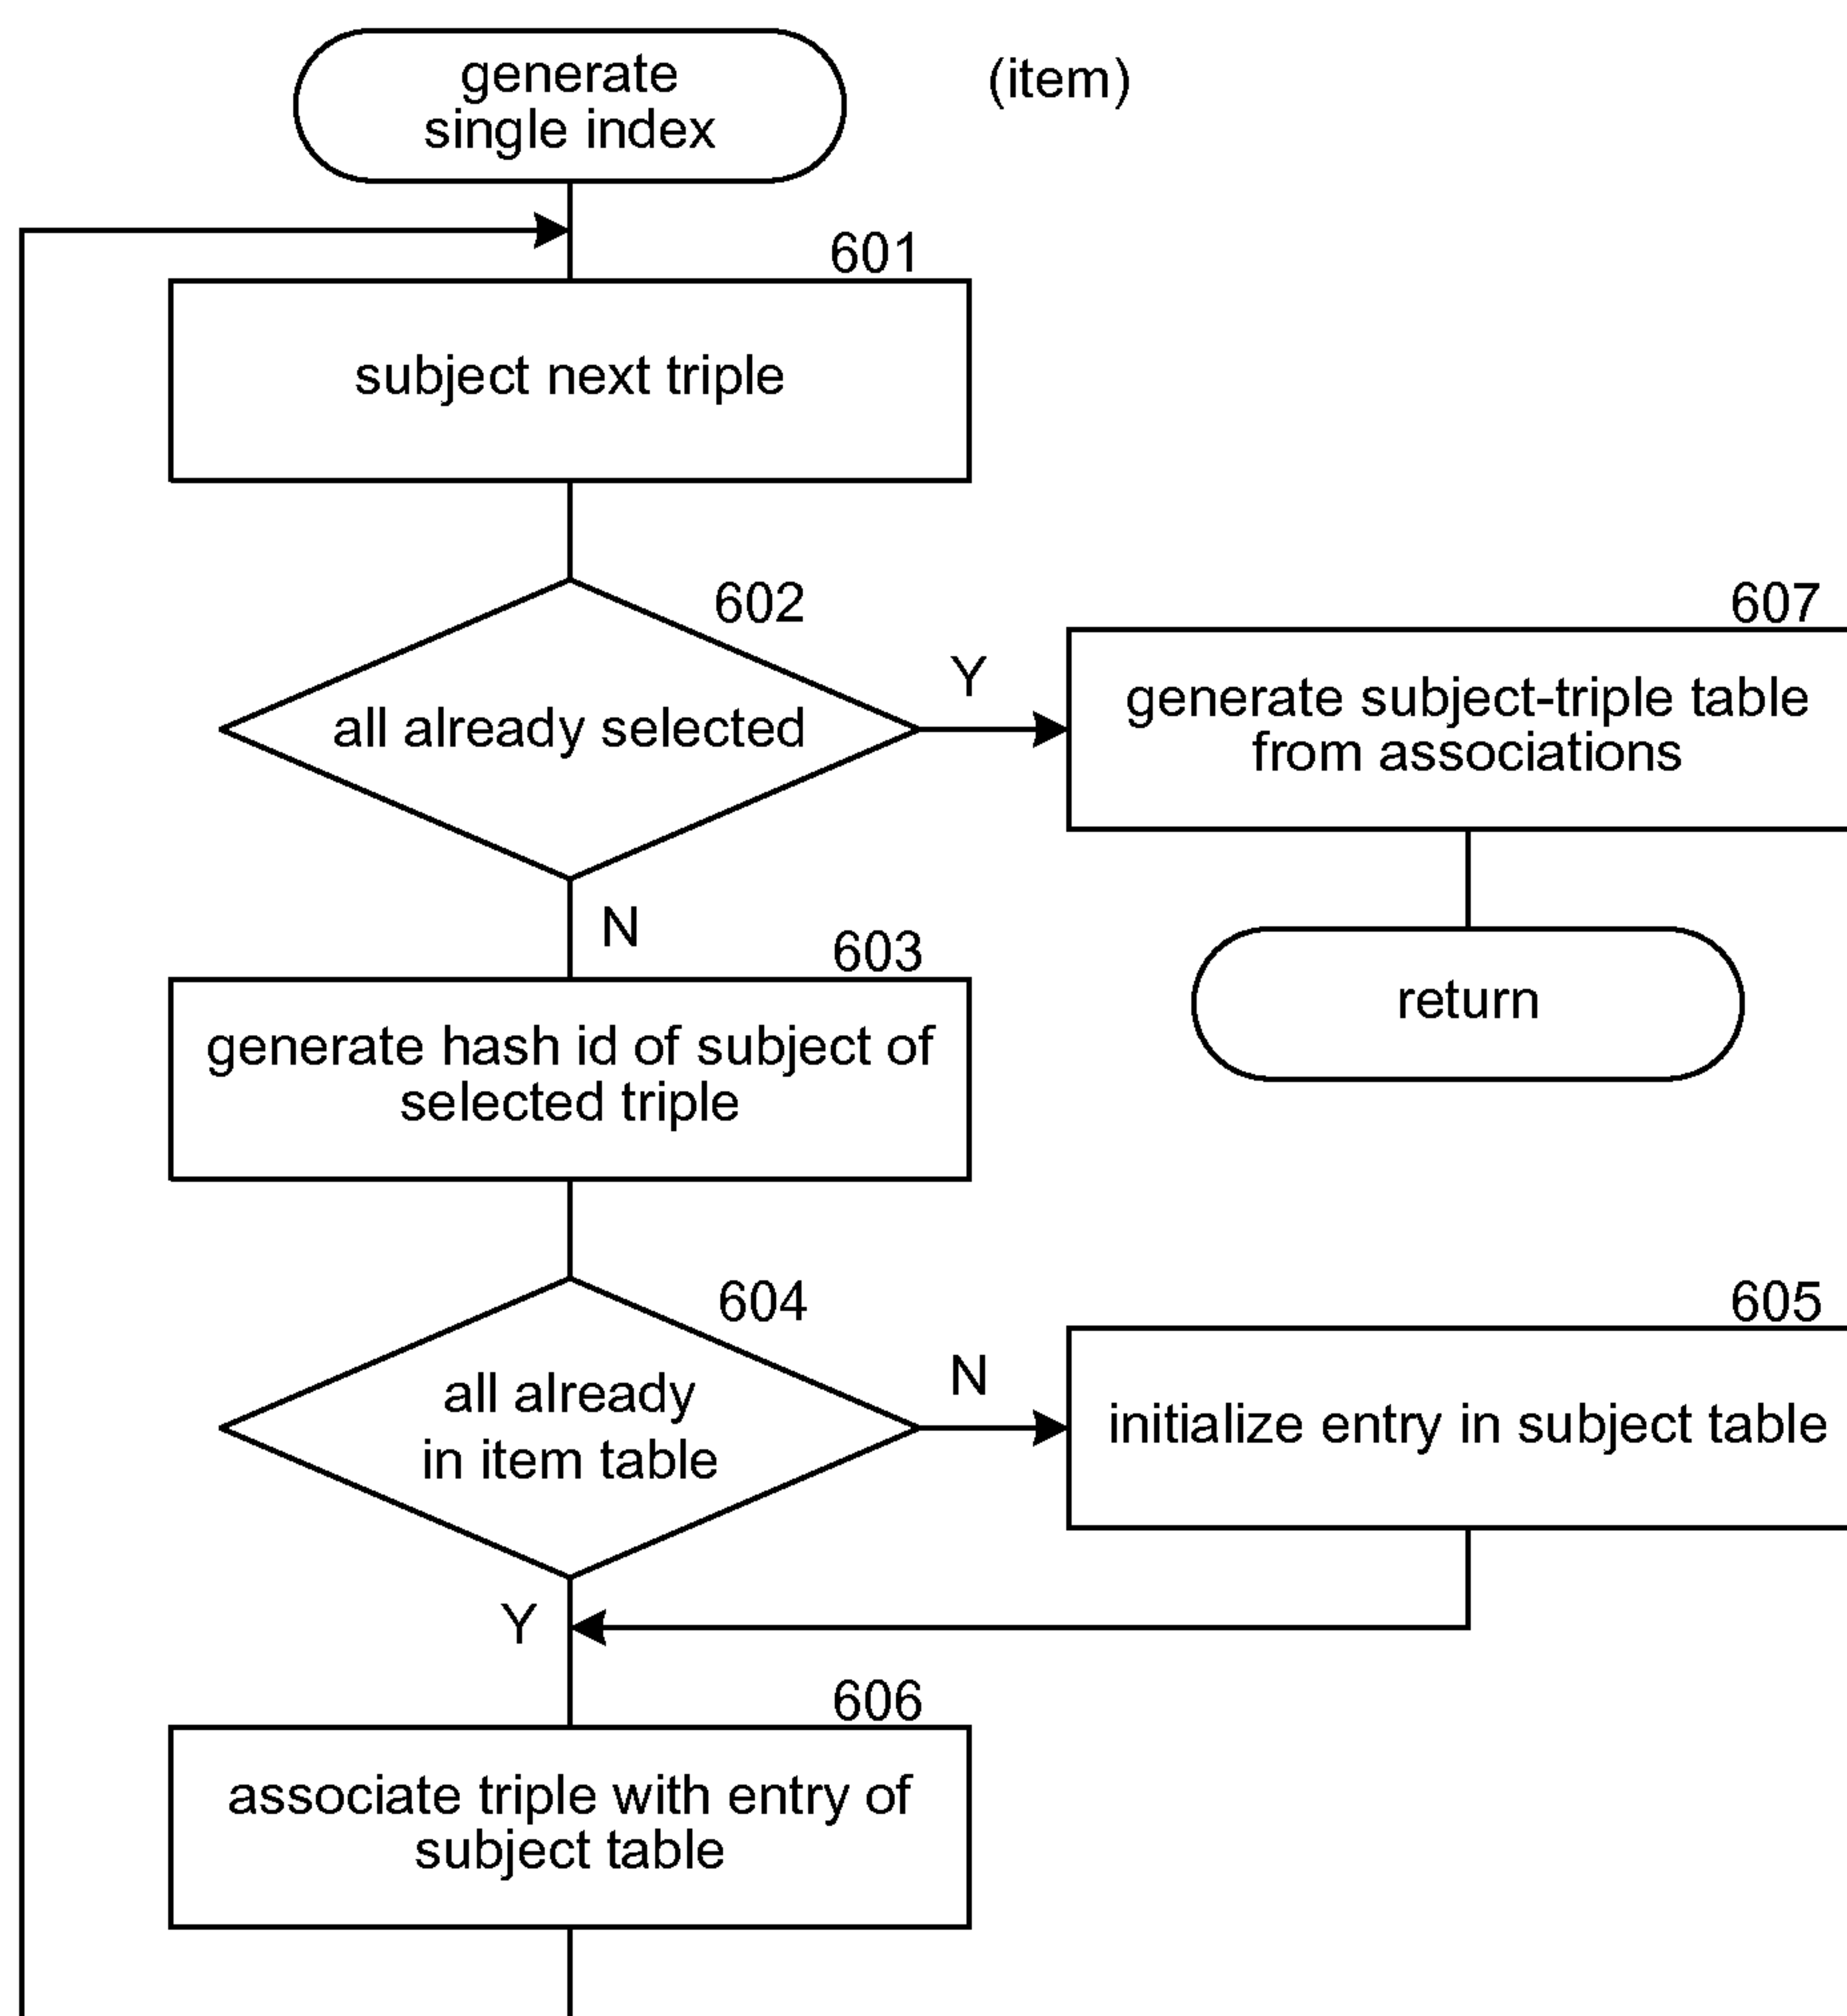 generate
single index
(item)
601
subject next triple
602
all already selected
Y
607
generate subject-triple table
from associations
N
603
return
generate hash id of subject of
selected triple
604
all already
in item table
N
605
initialize entry in subject table
Y
606
associate triple with entry of
subject table